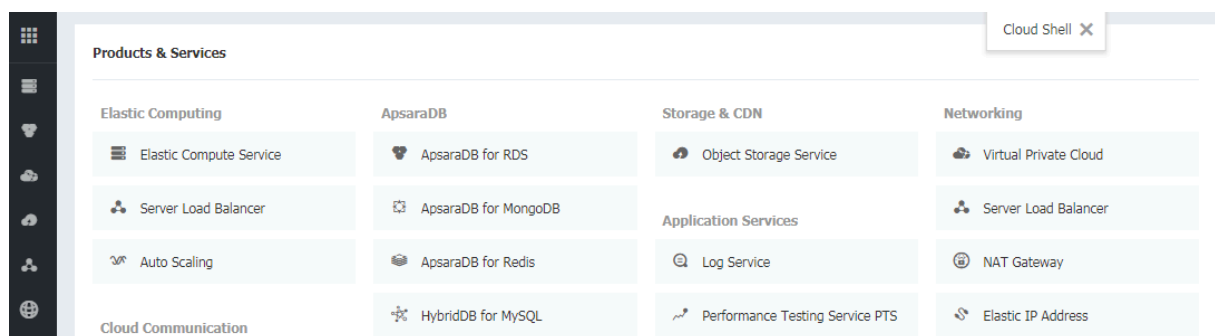 Cloud Shell
Products & Services
Elastic Computing
Elastic Compute Service
Server Load Balancer
Auto Scaling
Cloud Communication
ApsaraDB
ApsaraDB for RDS
ApsaraDB for MongoDB
ApsaraDB for Redis
HybridDB for MySQL
Storage & CDN
Object Storage Service
Application Services
Log Service
Performance Testing Service PTS
Networking
Virtual Private Cloud
Server Load Balancer
NAT Gateway
Elastic IP Address